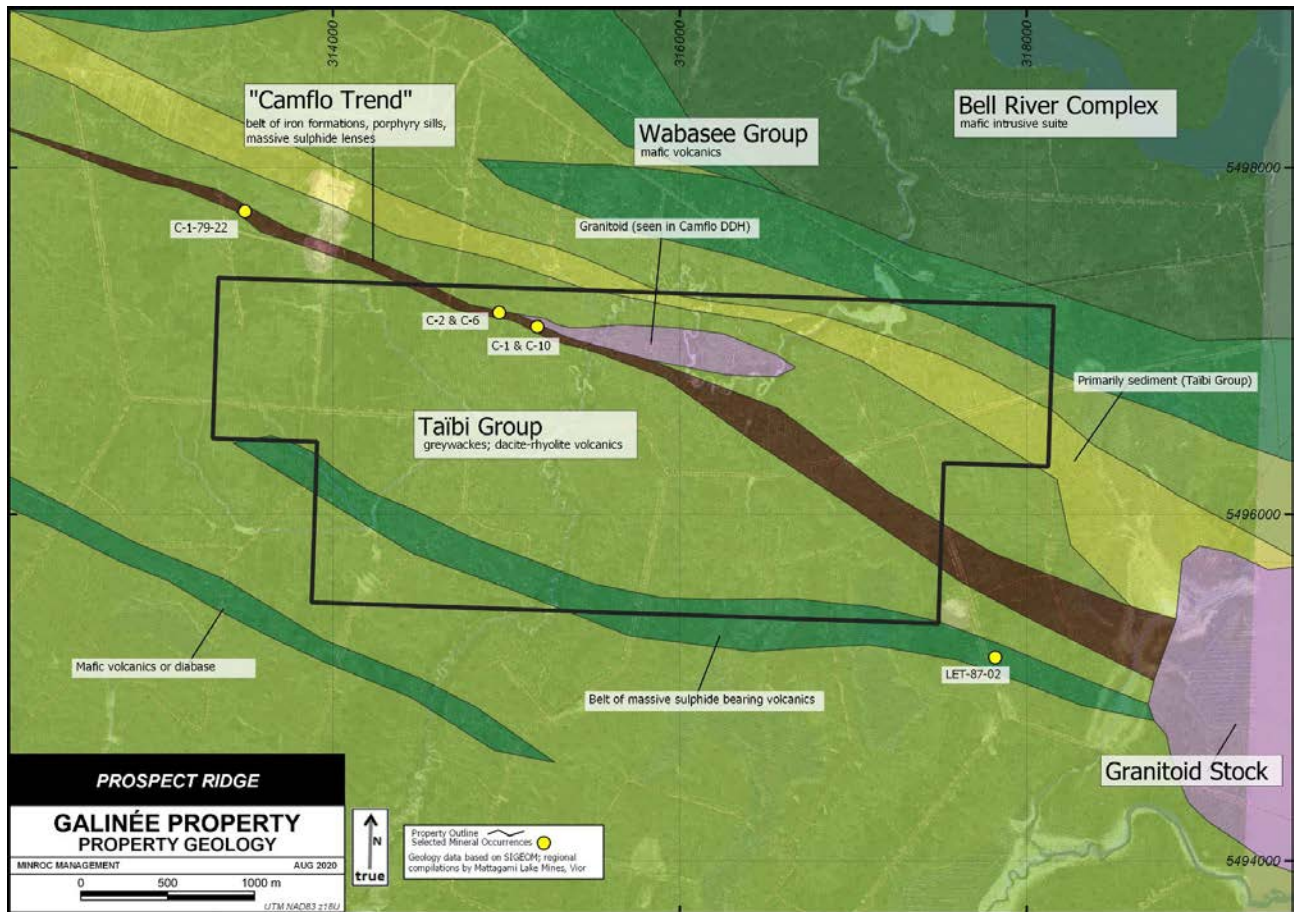 314000
316000
318000
"Camflo Trend"
belt of iron formations, porphyry sills,
massive sulphide lenses
Bell River Complex
mafic intrusive suite
Wabasee Group
mafic volcanics
5498000
C-1-79-22
Granitoid (seen in Camflo DDH)
C-2 & C-6
C-1 & C-10
Primarily sediment (Taïbi Group)
Taïbi Group
greywackes; dacite-rhyolite volcanics
5496000
Mafic volcanics or diabase
LET-87-02
Belt of massive sulphide bearing volcanics
Granitoid Stock
PROSPECT RIDGE
GALINÉE PROPERTY
PROPERTY GEOLOGY
MINROC MANAGEMENT AUG 2020
0 500 1000 m
UTM NAD83 z18U
N
true
Property Outline
Selected Mineral Occurrences
Geology data based on SIGEOM; regional
compilations by Mattagami Lake Mines, Vior
5494000